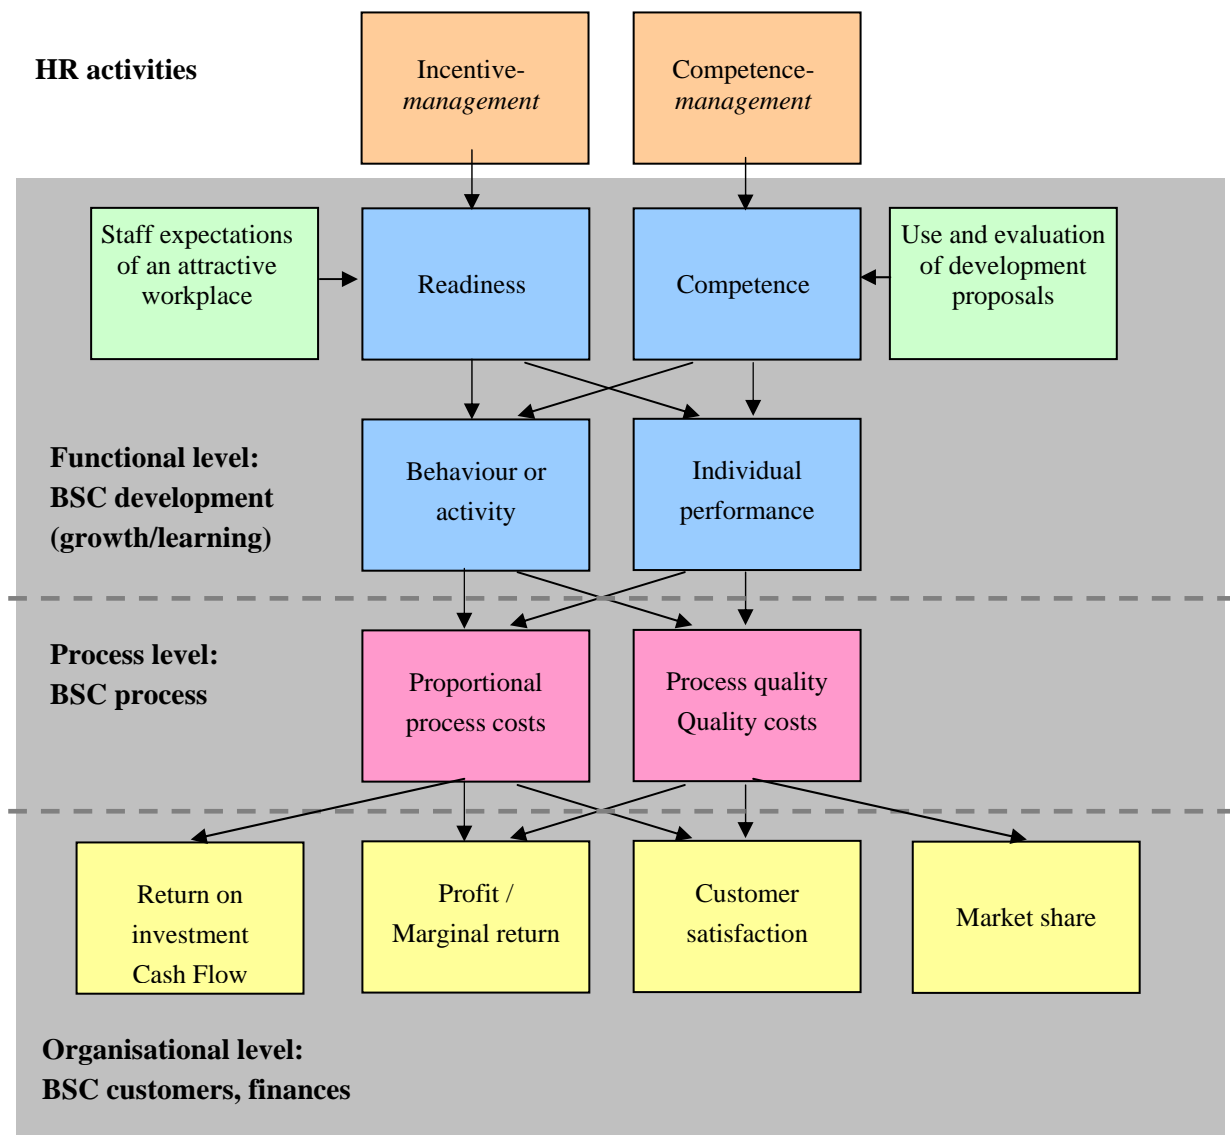 HR activities
Incentive-
management
Competence-
management
Staff expectations
of an attractive
workplace
Readiness
Competence
Use and evaluation
of development
proposals
Functional level:
BSC development
(growth/learning)
Behaviour or
activity
Individual
performance
Process level:
BSC process
Proportional
process costs
Process quality
Quality costs
Return on
investment
Cash Flow
Profit /
Marginal return
Customer
satisfaction
Market share
Organisational level:
BSC customers, finances